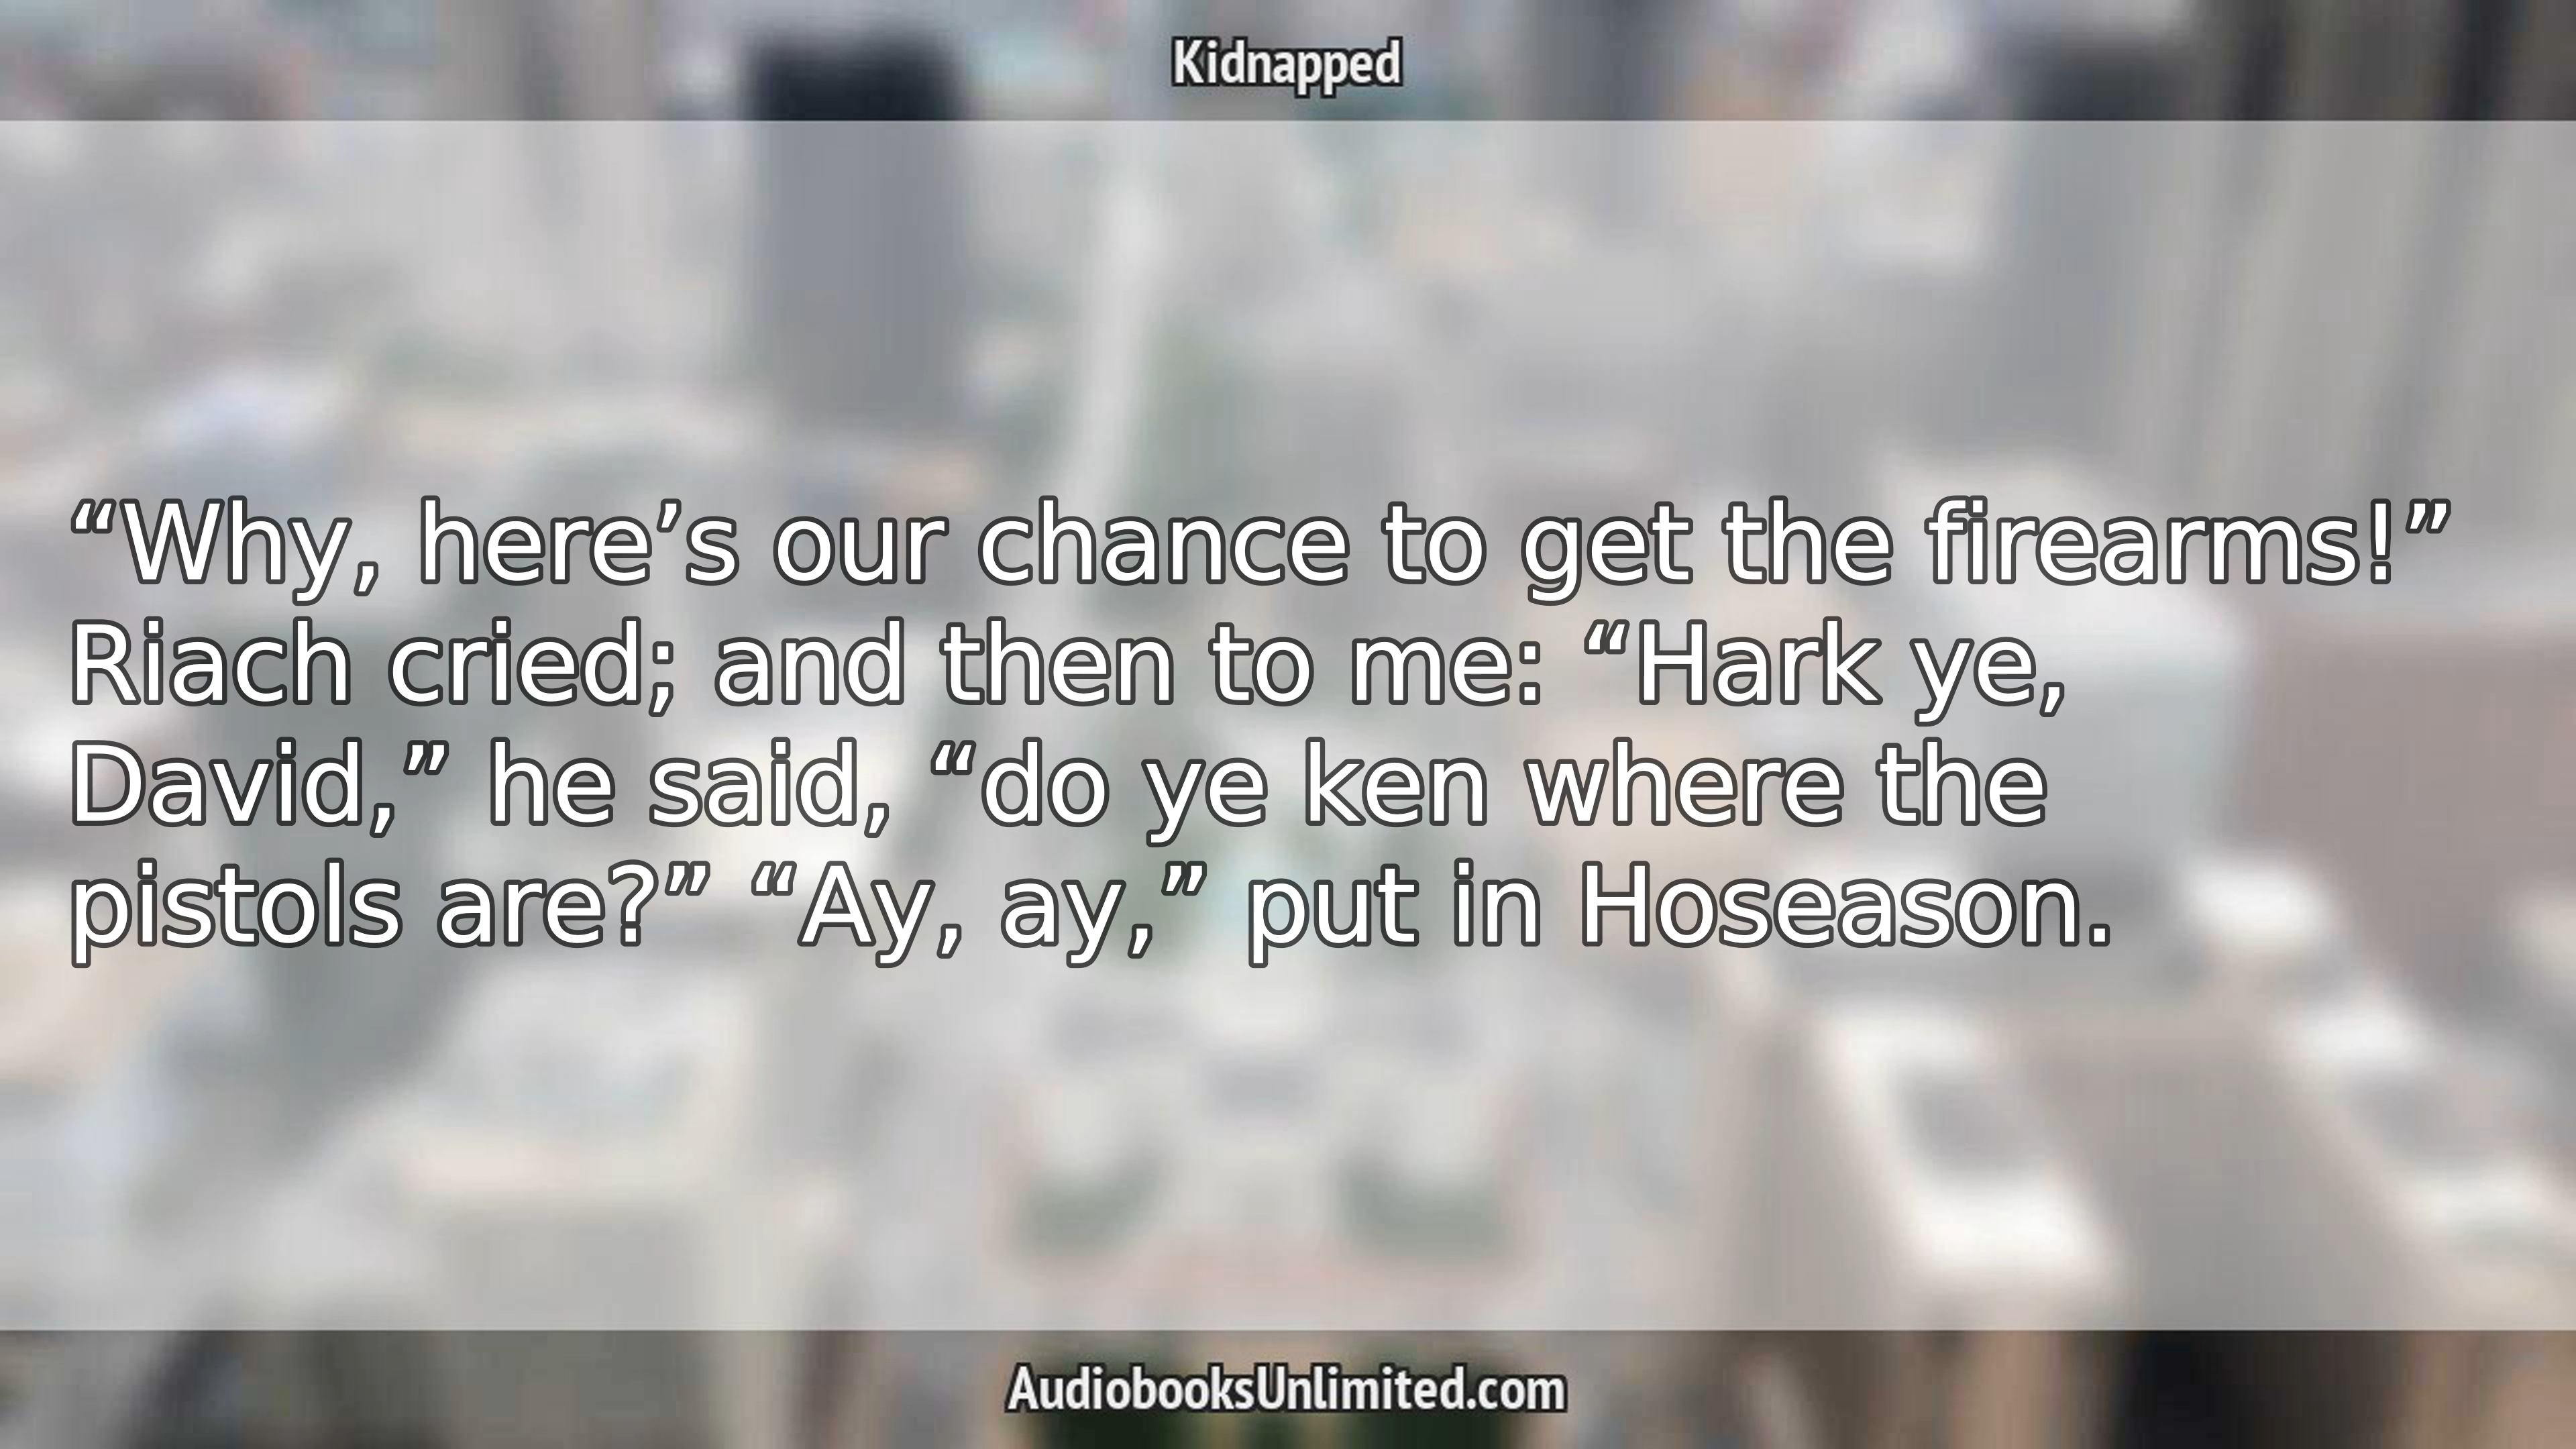 Kidnapped
“Why, here’s our chance to get the firearms!”
Riach cried; and then to me: “Hark ye,
David,” he said, “do ye ken where the
pistols are?” “Ay, ay,” put in Hoseason.
AudiobooksUnlimited.com